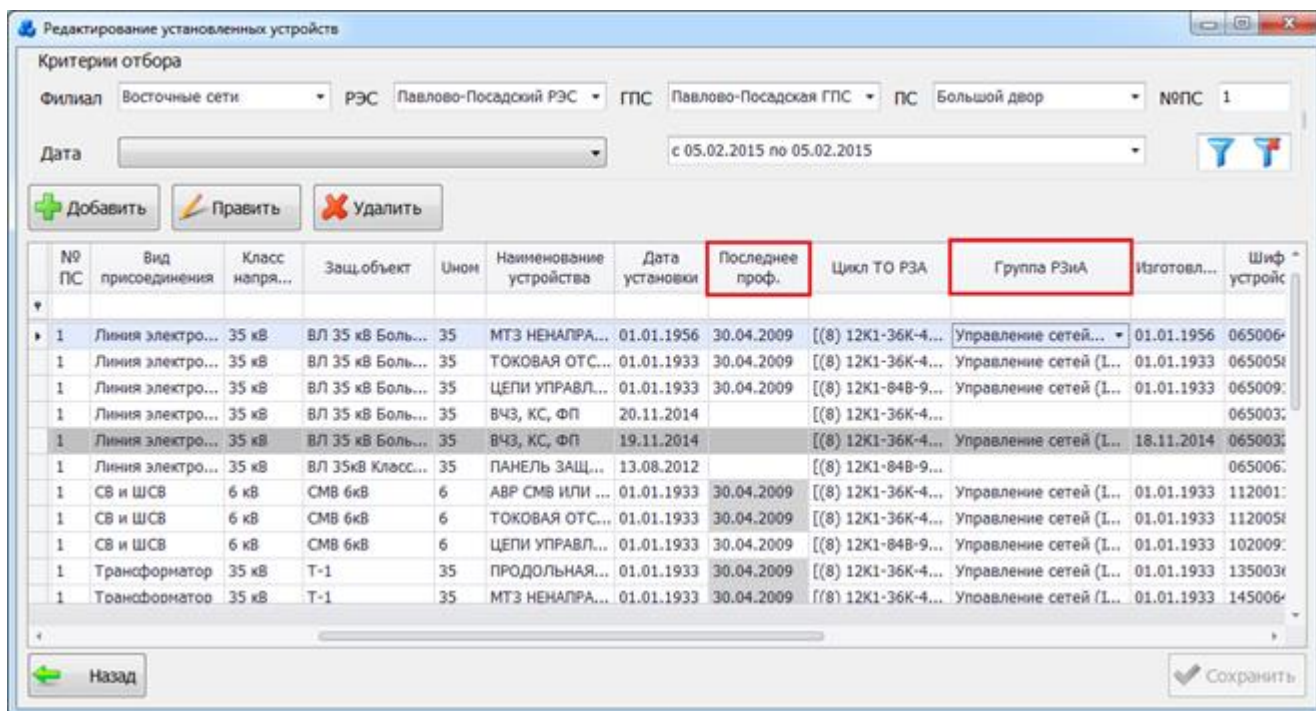 Редактирование установленных устройств
Критерии отбора
Филиал Восточные сети РЭС Павлово-Посадский РЭС ГПС Павлово-Посадская ГПС ПС Большой двор №ПС 1
Дата с 05.02.2015 по 05.02.2015
Добавить Править Удалить
№ ПС Вид присоединения Класс напря... Защ.объект Uном Наименование устройства Дата установки Последнее проф. Цикл ТО РЗА Группа РЗиА Изготовл... Шиф устройс
1 Линия электро... 35 кВ ВЛ 35 кВ Боль... 35 МТЗ НЕНАПРА... 01.01.1956 30.04.2009 [(8) 12К1-36К-4... Управление сетей... 01.01.1956 065006
1 Линия электро... 35 кВ ВЛ 35 кВ Боль... 35 ТОКОВАЯ ОТС... 01.01.1933 30.04.2009 [(8) 12К1-36К-4... Управление сетей (I... 01.01.1933 065005
1 Линия электро... 35 кВ ВЛ 35 кВ Боль... 35 ЦЕПИ УПРАВЛ... 01.01.1933 30.04.2009 [(8) 12К1-84В-9... Управление сетей (I... 01.01.1933 065009
1 Линия электро... 35 кВ ВЛ 35 кВ Боль... 35 ВЧЗ, КС, ФП 20.11.2014 [(8) 12К1-36К-4... 065003
1 Линия электро... 35 кВ ВЛ 35 кВ Боль... 35 ВЧЗ, КС, ФП 19.11.2014 [(8) 12К1-36К-4... Управление сетей (I... 18.11.2014 065003
1 Линия электро... 35 кВ ВЛ 35кВ Класс... 35 ПАНЕЛЬ ЗАЩ... 13.08.2012 [(8) 12К1-84В-9... 065006
1 СВ и ШСВ 6 кВ СМВ 6кВ 6 АВР СМВ ИЛИ ... 01.01.1933 30.04.2009 [(8) 12К1-36К-4... Управление сетей (I... 01.01.1933 112001
1 СВ и ШСВ 6 кВ СМВ 6кВ 6 ТОКОВАЯ ОТС... 01.01.1933 30.04.2009 [(8) 12К1-36К-4... Управление сетей (I... 01.01.1933 112005
1 СВ и ШСВ 6 кВ СМВ 6кВ 6 ЦЕПИ УПРАВЛ... 01.01.1933 30.04.2009 [(8) 12К1-84В-9... Управление сетей (I... 01.01.1933 102009
1 Трансформатор 35 кВ Т-1 35 ПРОДОЛЬНАЯ... 01.01.1933 30.04.2009 [(8) 12К1-36К-4... Управление сетей (I... 01.01.1933 135003
1 Трансформатор 35 кВ Т-1 35 МТЗ НЕНАПРА... 01.01.1933 30.04.2009 [(8) 12К1-36К-4... Управление сетей (I... 01.01.1933 145006
Назад Сохранить